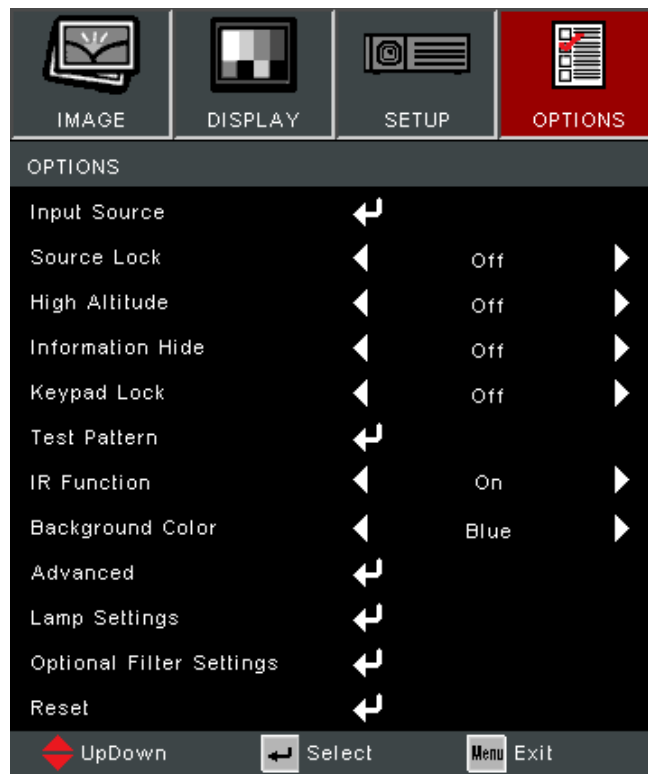 IMAGE DISPLAY SETUP OPTIONS
OPTIONS
Input Source
Source Lock Off
High Altitude Off
Information Hide Off
Keypad Lock Off
Test Pattern
IR Function On
Background Color Blue
Advanced
Lamp Settings
Optional Filter Settings
Reset
UpDown Select Menu Exit